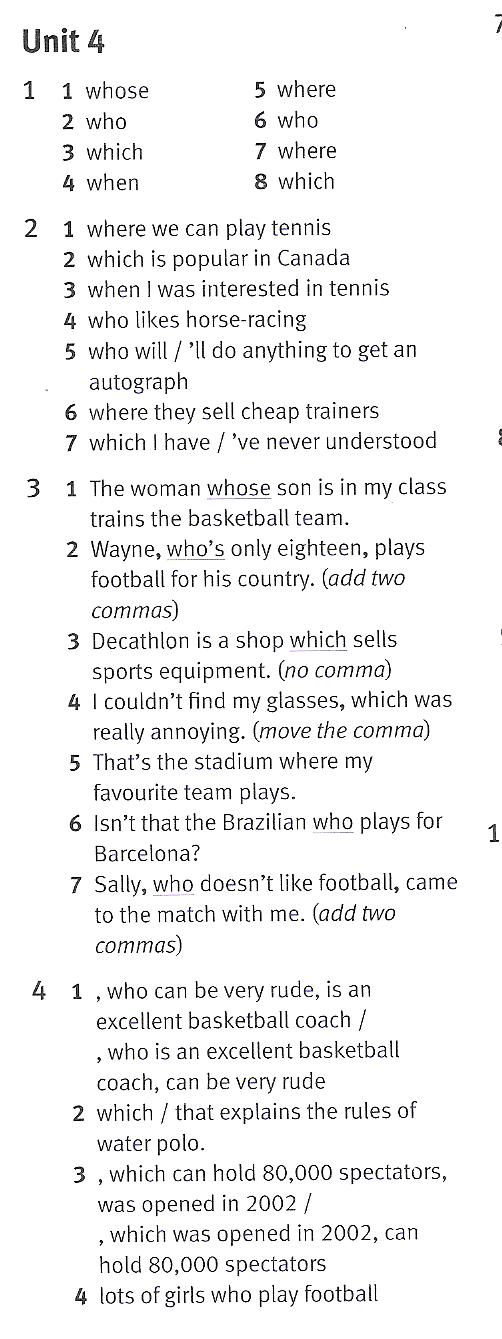 Unit 4
1 1 whose 5 where
2 who 6 who
3 which 7 where
4 when 8 which
2 1 where we can play tennis
2 which is popular in Canada
3 when I was interested in tennis
4 who likes horse-racing
5 who will / ’ll do anything to get an
autograph
6 where they sell cheap trainers
7 which I have / ’ve never understood
3 1 The woman whose son is in my class
trains the basketball team.
2 Wayne, who’s only eighteen, plays
football for his country. (add two
commas)
3 Decathlon is a shop which sells
sports equipment. (no comma)
4 I couldn’t find my glasses, which was
really annoying. (move the comma)
5 That’s the stadium where my
favourite team plays.
6 Isn’t that the Brazilian who plays for
Barcelona?
7 Sally, who doesn’t like football, came
to the match with me. (add two
commas)
4 1 , who can be very rude, is an
excellent basketball coach /
, who is an excellent basketball
coach, can be very rude
2 which / that explains the rules of
water polo.
3 , which can hold 80,000 spectators,
was opened in 2002 /
, which was opened in 2002, can
hold 80,000 spectators
4 lots of girls who play football